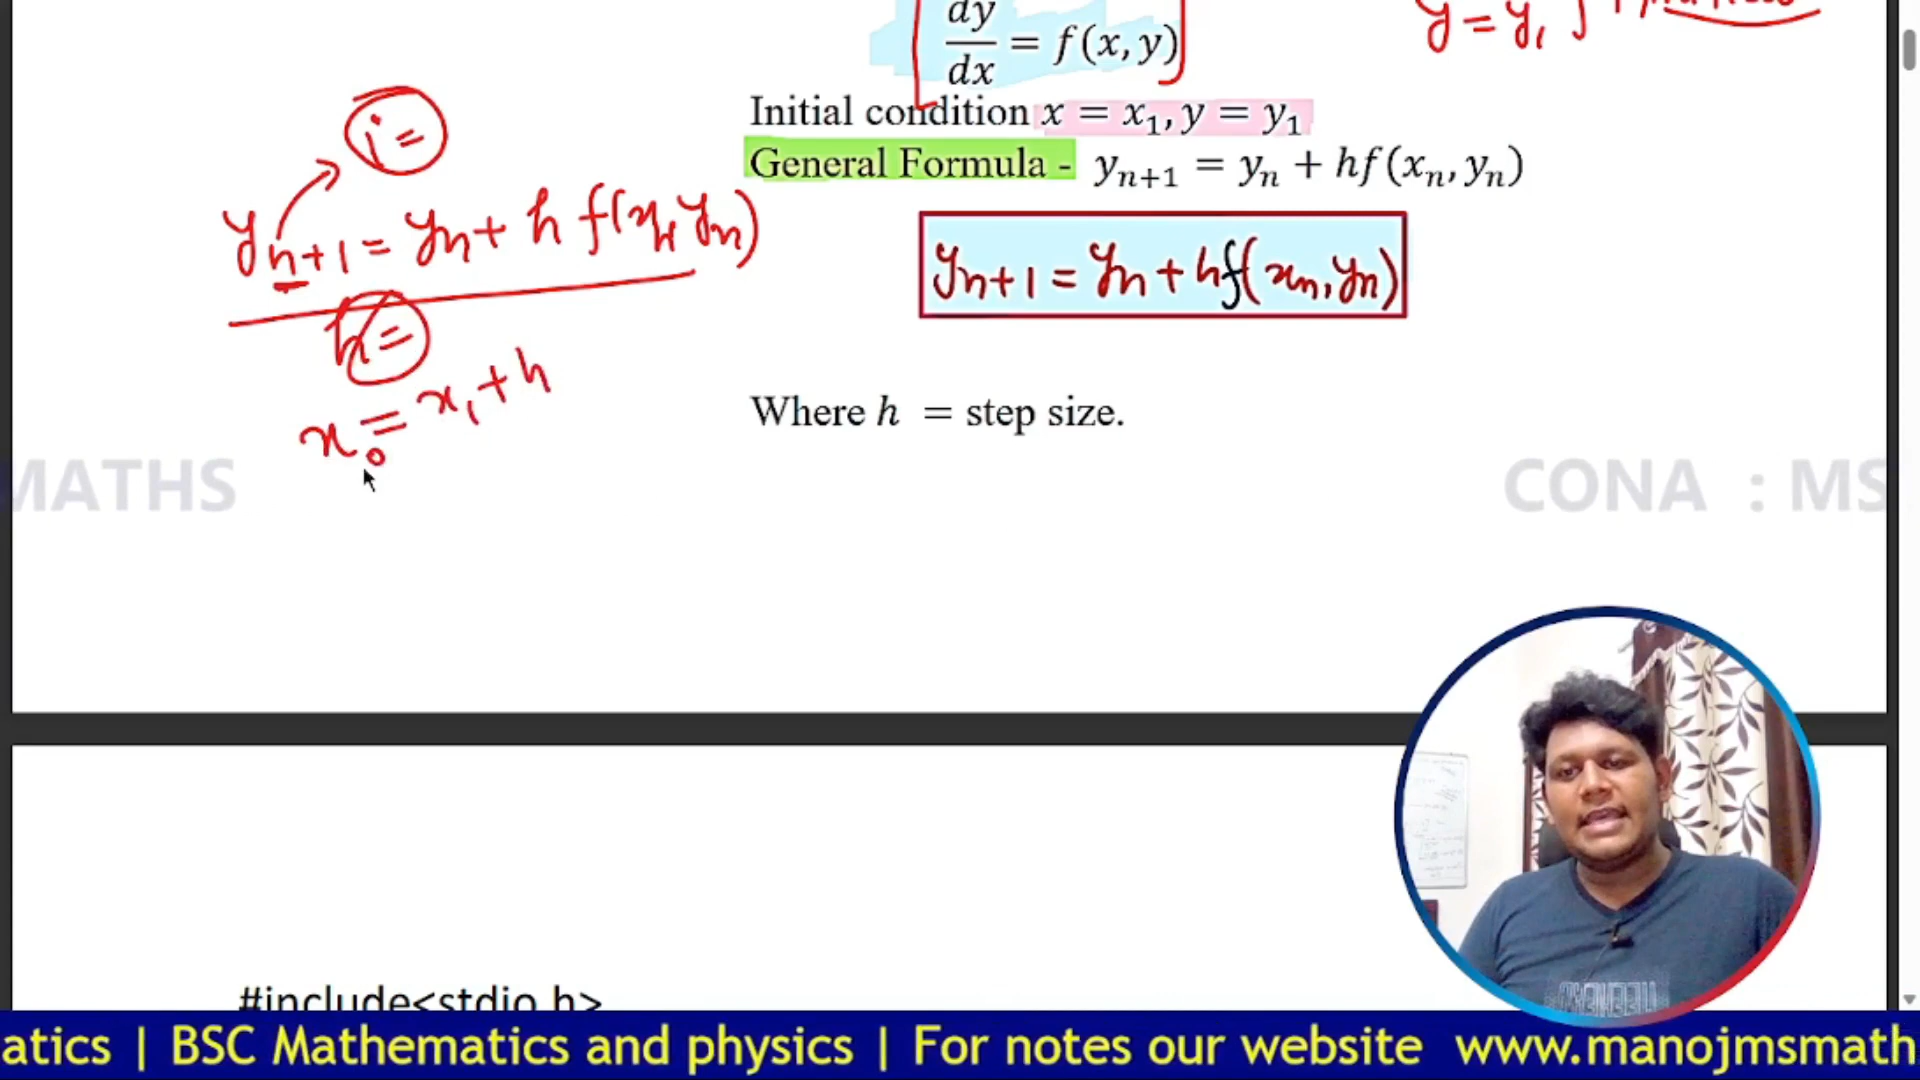 dy/dx = f(x, y)
y = y₁
Initial condition x = x₁, y = y₁
General Formula - yₙ₊₁ = yₙ + hf(xₙ, yₙ)
i =
yₙ₊₁ = yₙ + h f(xₙ, yₙ)
yₙ₊₁ = yₙ + hf(xₙ, yₙ)
h =
x₀ = x₁ + h
Where h = step size.
MATHS
CONA : MS
#include<stdio.h>
atics | BSC Mathematics and physics | For notes our website www.manojmsmath